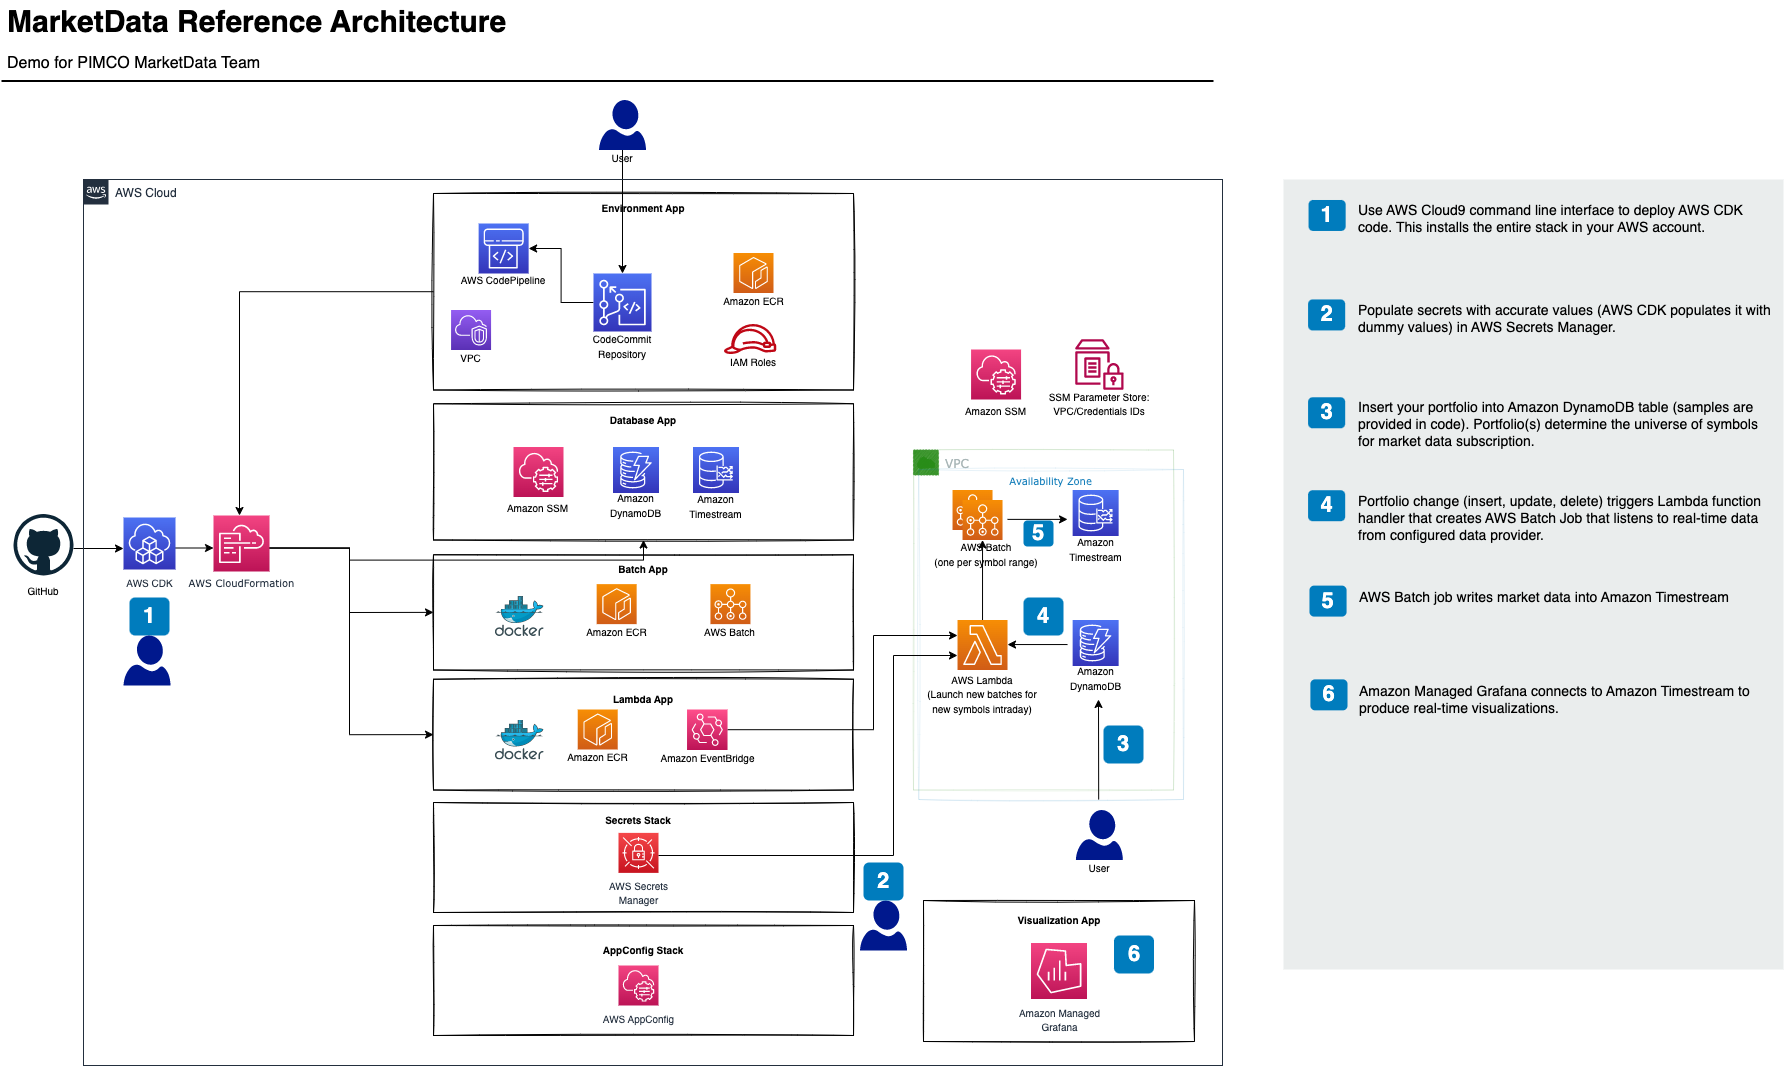 MarketData Reference Architecture
Demo for PIMCO MarketData Team
User
aws
AWS Cloud
Environment App
AWS CodePipeline
Amazon ECR
VPC
CodeCommit
Repository
IAM Roles
Amazon SSM
SSM Parameter Store:
VPC/Credentials IDs
Database App
Amazon SSM
Amazon
DynamoDB
Amazon
Timestream
VPC
Availability Zone
5
AWS Batch
(one per symbol range)
Amazon
Timestream
GitHub
AWS CDK
AWS CloudFormation
1
Batch App
docker
Amazon ECR
AWS Batch
4
AWS Lambda
(Launch new batches for
new symbols intraday)
Amazon
DynamoDB
Lambda App
docker
Amazon ECR
Amazon EventBridge
3
User
Secrets Stack
AWS Secrets
Manager
2
AppConfig Stack
AWS AppConfig
Visualization App
6
Amazon Managed
Grafana
1
Use AWS Cloud9 command line interface to deploy AWS CDK
code. This installs the entire stack in your AWS account.
2
Populate secrets with accurate values (AWS CDK populates it with
dummy values) in AWS Secrets Manager.
3
Insert your portfolio into Amazon DynamoDB table (samples are
provided in code). Portfolio(s) determine the universe of symbols
for market data subscription.
4
Portfolio change (insert, update, delete) triggers Lambda function
handler that creates AWS Batch Job that listens to real-time data
from configured data provider.
5
AWS Batch job writes market data into Amazon Timestream
6
Amazon Managed Grafana connects to Amazon Timestream to
produce real-time visualizations.